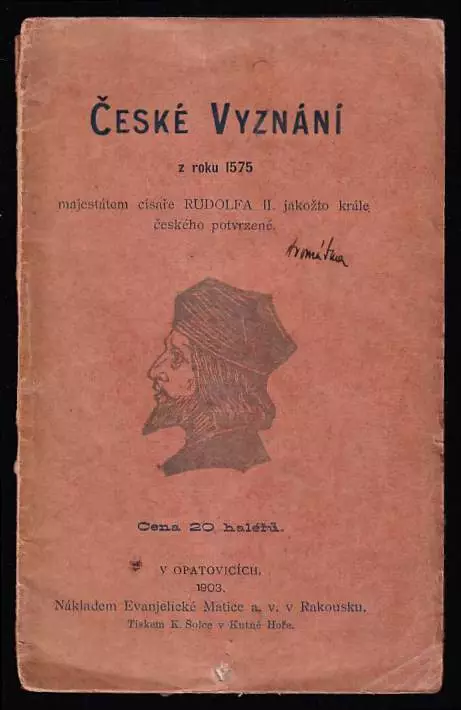 ČESKÉ VYZNÁNÍ
z roku 1575
majestátem císaře RUDOLFA II. jakožto krále
českého potvrzené.
Cena 20 haléřů.
V OPATOVICÍCH.
1903.
Nákladem Evanjelické Matice a. v. v Rakousku.
Tiskem K. Šolce v Kutné Hoře.